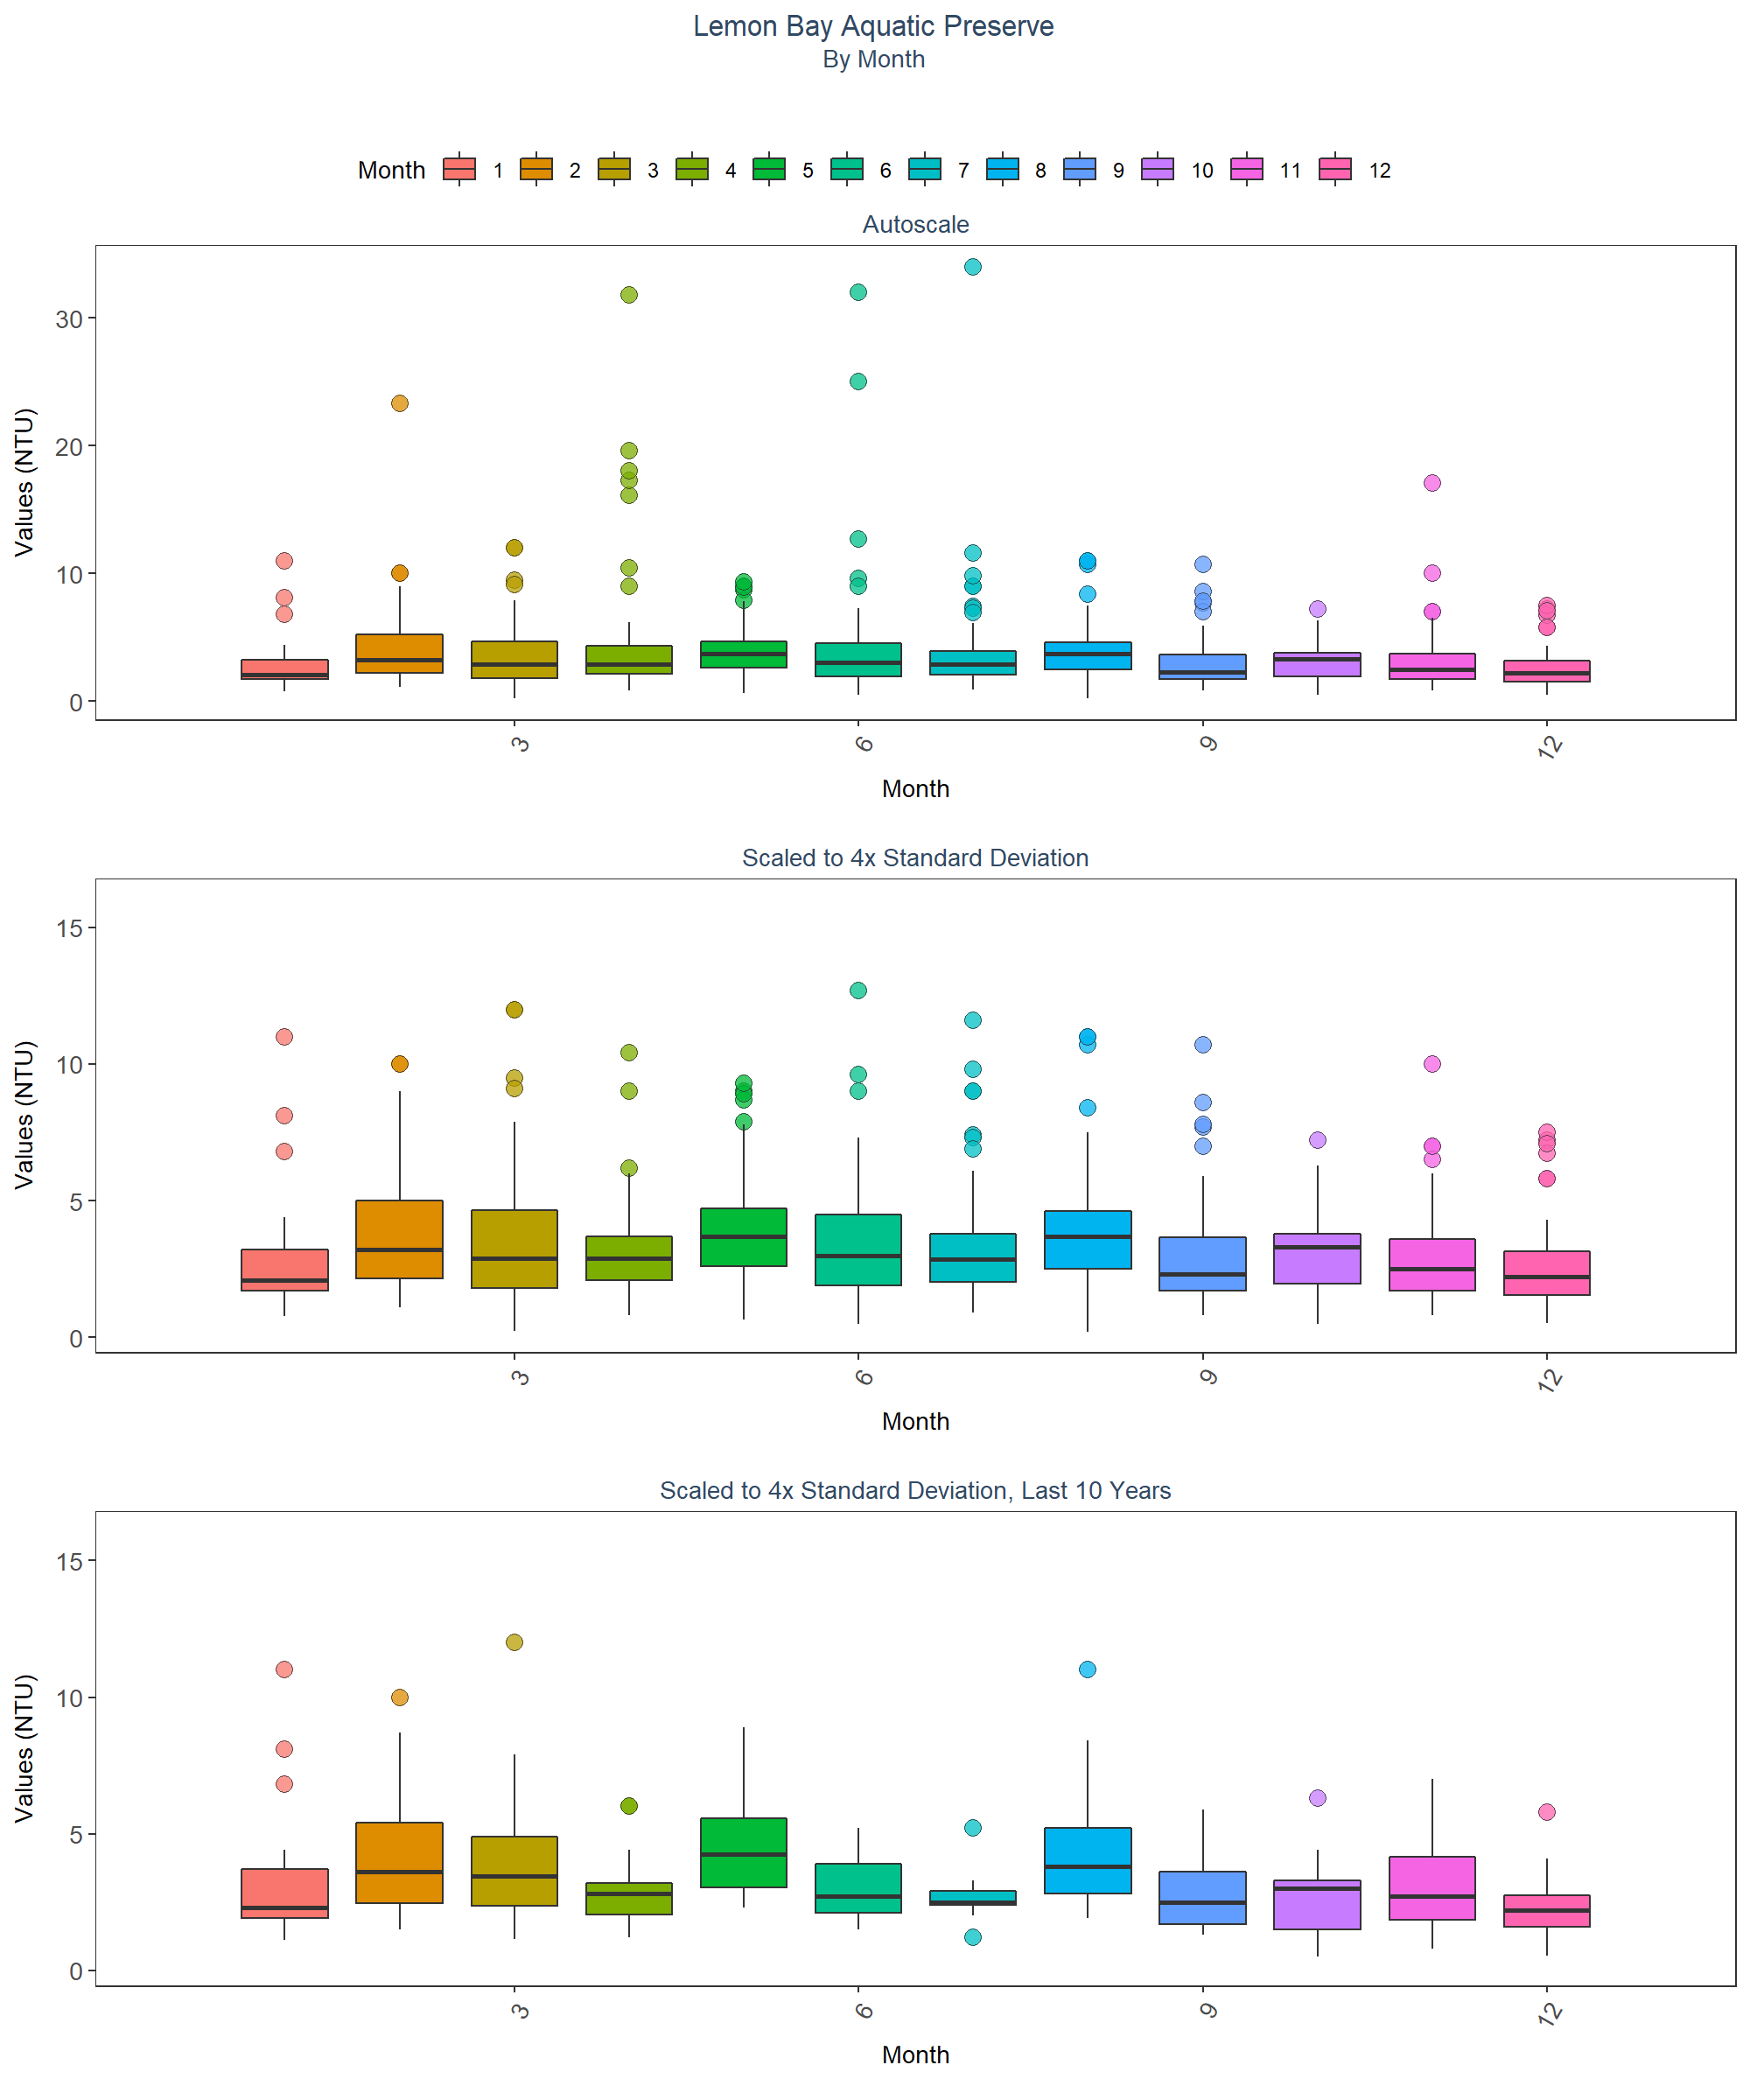 Lemon Bay Aquatic Preserve
By Month
Month 1 2 3 4 5 6 7 8 9 10 11 12
Autoscale
Values (NTU)
30
20
10
0
3 6 9 12
Month
Scaled to 4x Standard Deviation
Values (NTU)
15
10
5
0
3 6 9 12
Month
Scaled to 4x Standard Deviation, Last 10 Years
Values (NTU)
15
10
5
0
3 6 9 12
Month